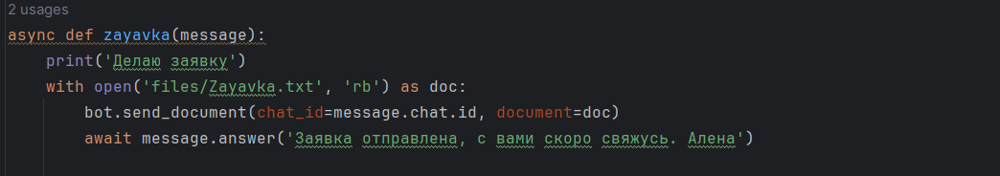 2 usages
async def zayavka(message):
    print('Делаю заявку')
    with open('files/Zayavka.txt', 'rb') as doc:
        bot.send_document(chat_id=message.chat.id, document=doc)
        await message.answer('Заявка отправлена, с вами скоро свяжусь. Алена')